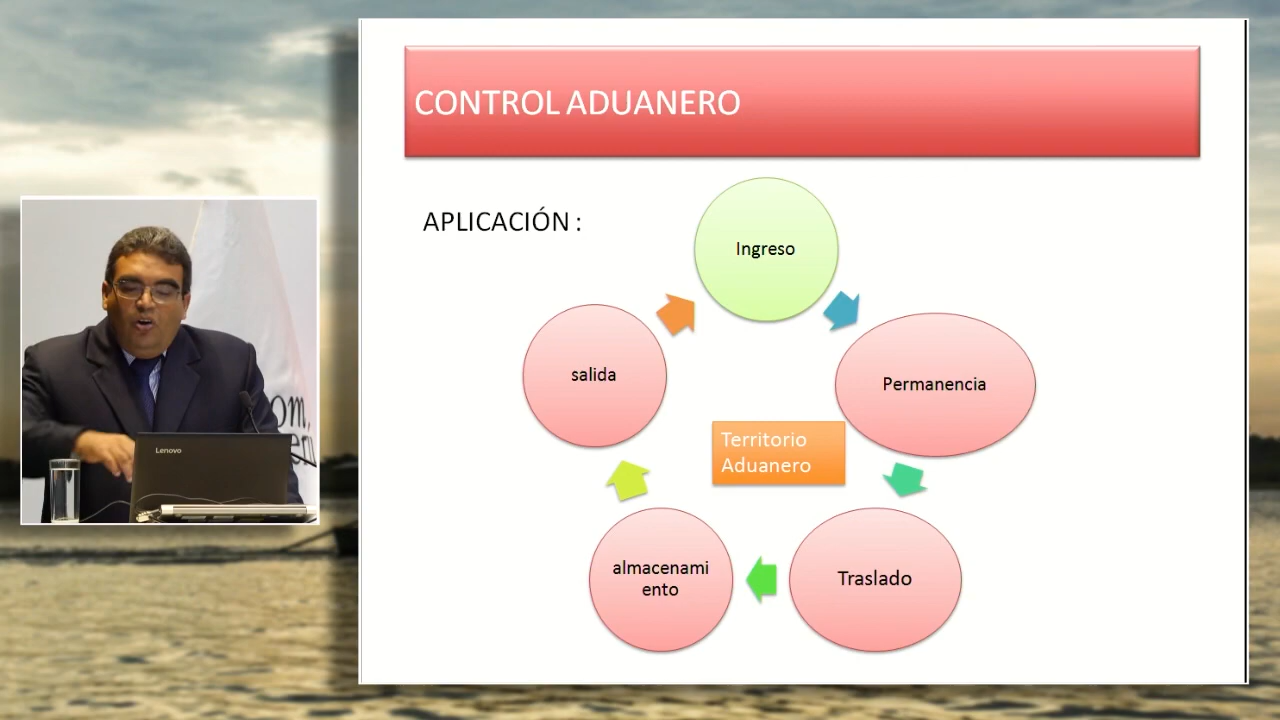 CONTROL ADUANERO
APLICACIÓN :
Ingreso
Permanencia
Traslado
almacenami
ento
salida
Territorio
Aduanero
Lenovo